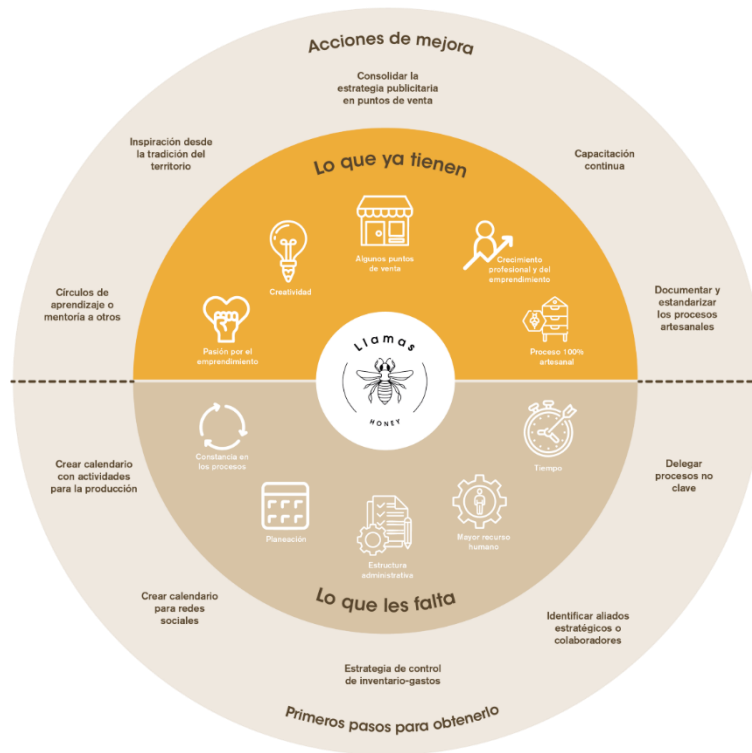 Acciones de mejora
Consolidar la
estrategia publicitaria
en puntos de venta
Inspiración desde
la tradición del
territorio
Capacitación
continua
Círculos de
aprendizaje o
mentoría a otros
Documentar y
estandarizar
los procesos
artesanales
Lo que ya tienen
Pasión por el
emprendimiento
Creatividad
Algunos puntos
de venta
Crecimiento
profesional y del
emprendimiento
Proceso 100%
artesanal
Llamas
HONEY
Constancia en
los procesos
Planeación
Estructura
administrativa
Mayor recurso
humano
Tiempo
Lo que les falta
Crear calendario
con actividades
para la producción
Crear calendario
para redes
sociales
Estrategia de control
de inventario-gastos
Identificar aliados
estratégicos o
colaboradores
Delegar
procesos no
clave
Primeros pasos para obtenerlo